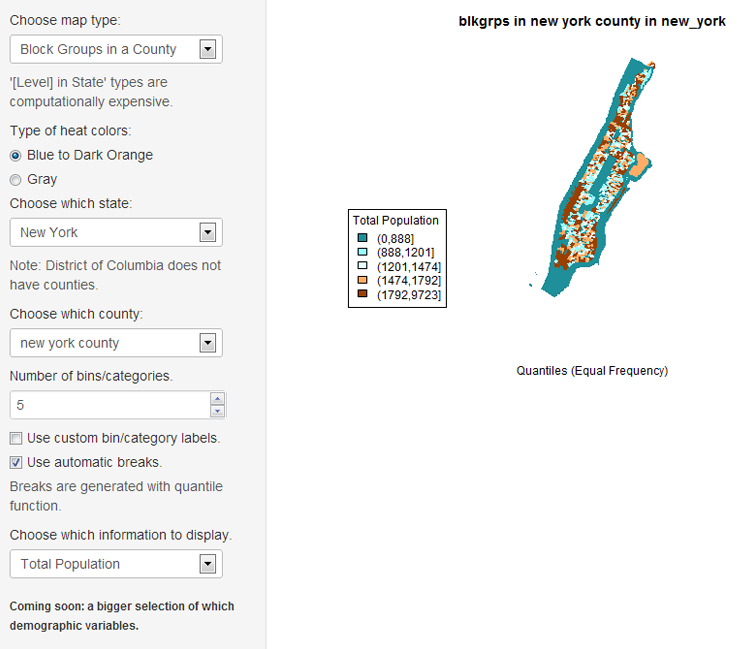 Choose map type:
Block Groups in a County
'[Level] in State' types are
computationally expensive.
Type of heat colors:
Blue to Dark Orange
Gray
Choose which state:
New York
Note: District of Columbia does not
have counties.
Choose which county:
new york county
Number of bins/categories.
5
Use custom bin/category labels.
Use automatic breaks.
Breaks are generated with quantile
function.
Choose which information to display.
Total Population
Coming soon: a bigger selection of which
demographic variables.
blkgrps in new york county in new_york
Total Population
(0,888]
(888,1201]
(1201,1474]
(1474,1792]
(1792,9723]
Quantiles (Equal Frequency)